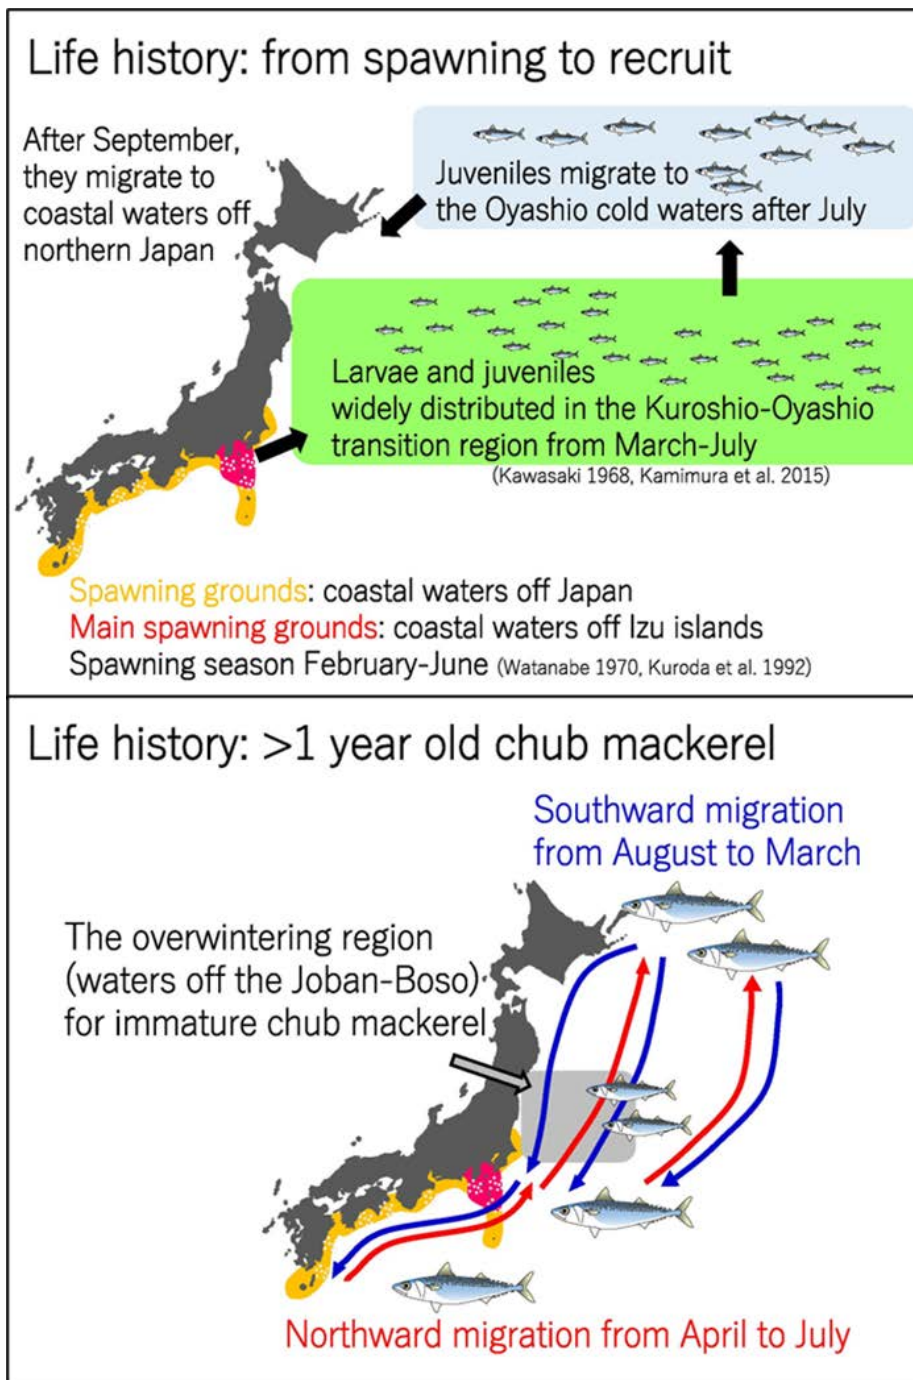 Life history: from spawning to recruit
After September,
they migrate to
coastal waters off
northern Japan
Juveniles migrate to
the Oyashio cold waters after July
Larvae and juveniles
widely distributed in the Kuroshio-Oyashio
transition region from March-July
(Kawasaki 1968, Kamimura et al. 2015)
Spawning grounds: coastal waters off Japan
Main spawning grounds: coastal waters off Izu islands
Spawning season February-June (Watanabe 1970, Kuroda et al. 1992)
Life history: >1 year old chub mackerel
Southward migration
from August to March
The overwintering region
(waters off the Joban-Boso)
for immature chub mackerel
Northward migration from April to July